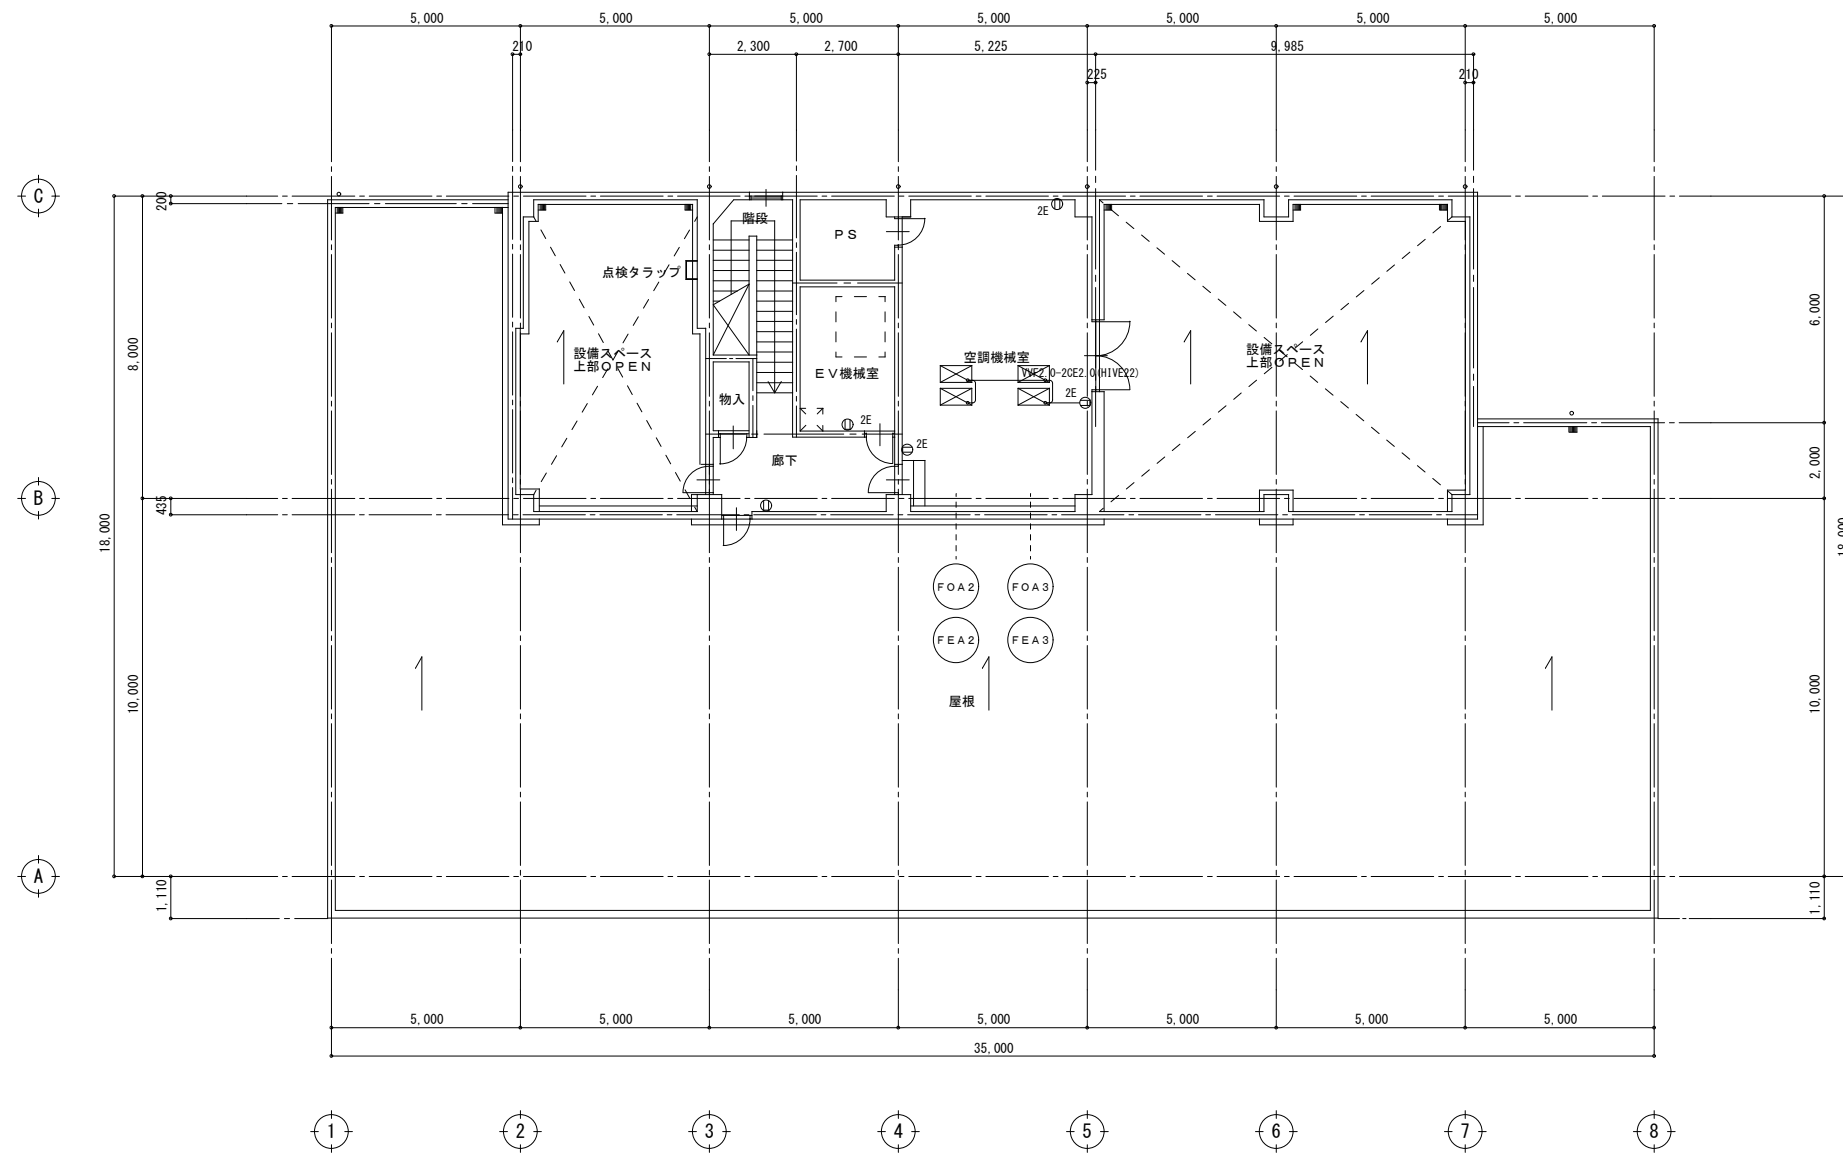 5,000 5,000 5,000 5,000 5,000 5,000 5,000
210 2,300 2,700 5,225 9,985
225 210
C
200
階段
2E
PS
点検タラップ
6,000
8,000
設備スペース
上部OPEN
空調機械室
設備スペース
上部OPEN
EV機械室
VVF2.0-2CE2.0(HIVE22)
物入
2E
2E
2E
廊下
2,000
B
435
18,000
18,000
FOA2 FOA3
FEA2 FEA3
屋根
10,000
10,000
A
1,110
1,110
5,000 5,000 5,000 5,000 5,000 5,000 5,000
35,000
1 2 3 4 5 6 7 8